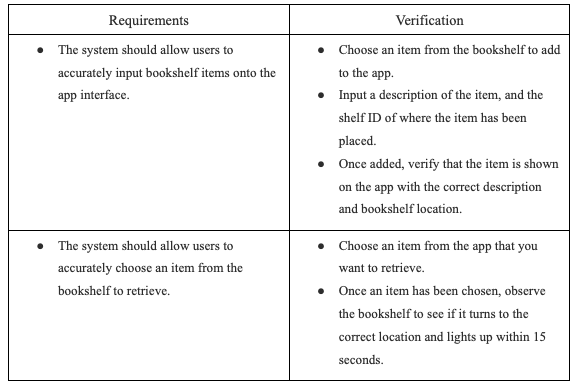 Requirements
Verification
● The system should allow users to
accurately input bookshelf items onto the
app interface.
● Choose an item from the bookshelf to add
to the app.
● Input a description of the item, and the
shelf ID of where the item has been
placed.
● Once added, verify that the item is shown
on the app with the correct description
and bookshelf location.
● The system should allow users to
accurately choose an item from the
bookshelf to retrieve.
● Choose an item from the app that you
want to retrieve.
● Once an item has been chosen, observe
the bookshelf to see if it turns to the
correct location and lights up within 15
seconds.